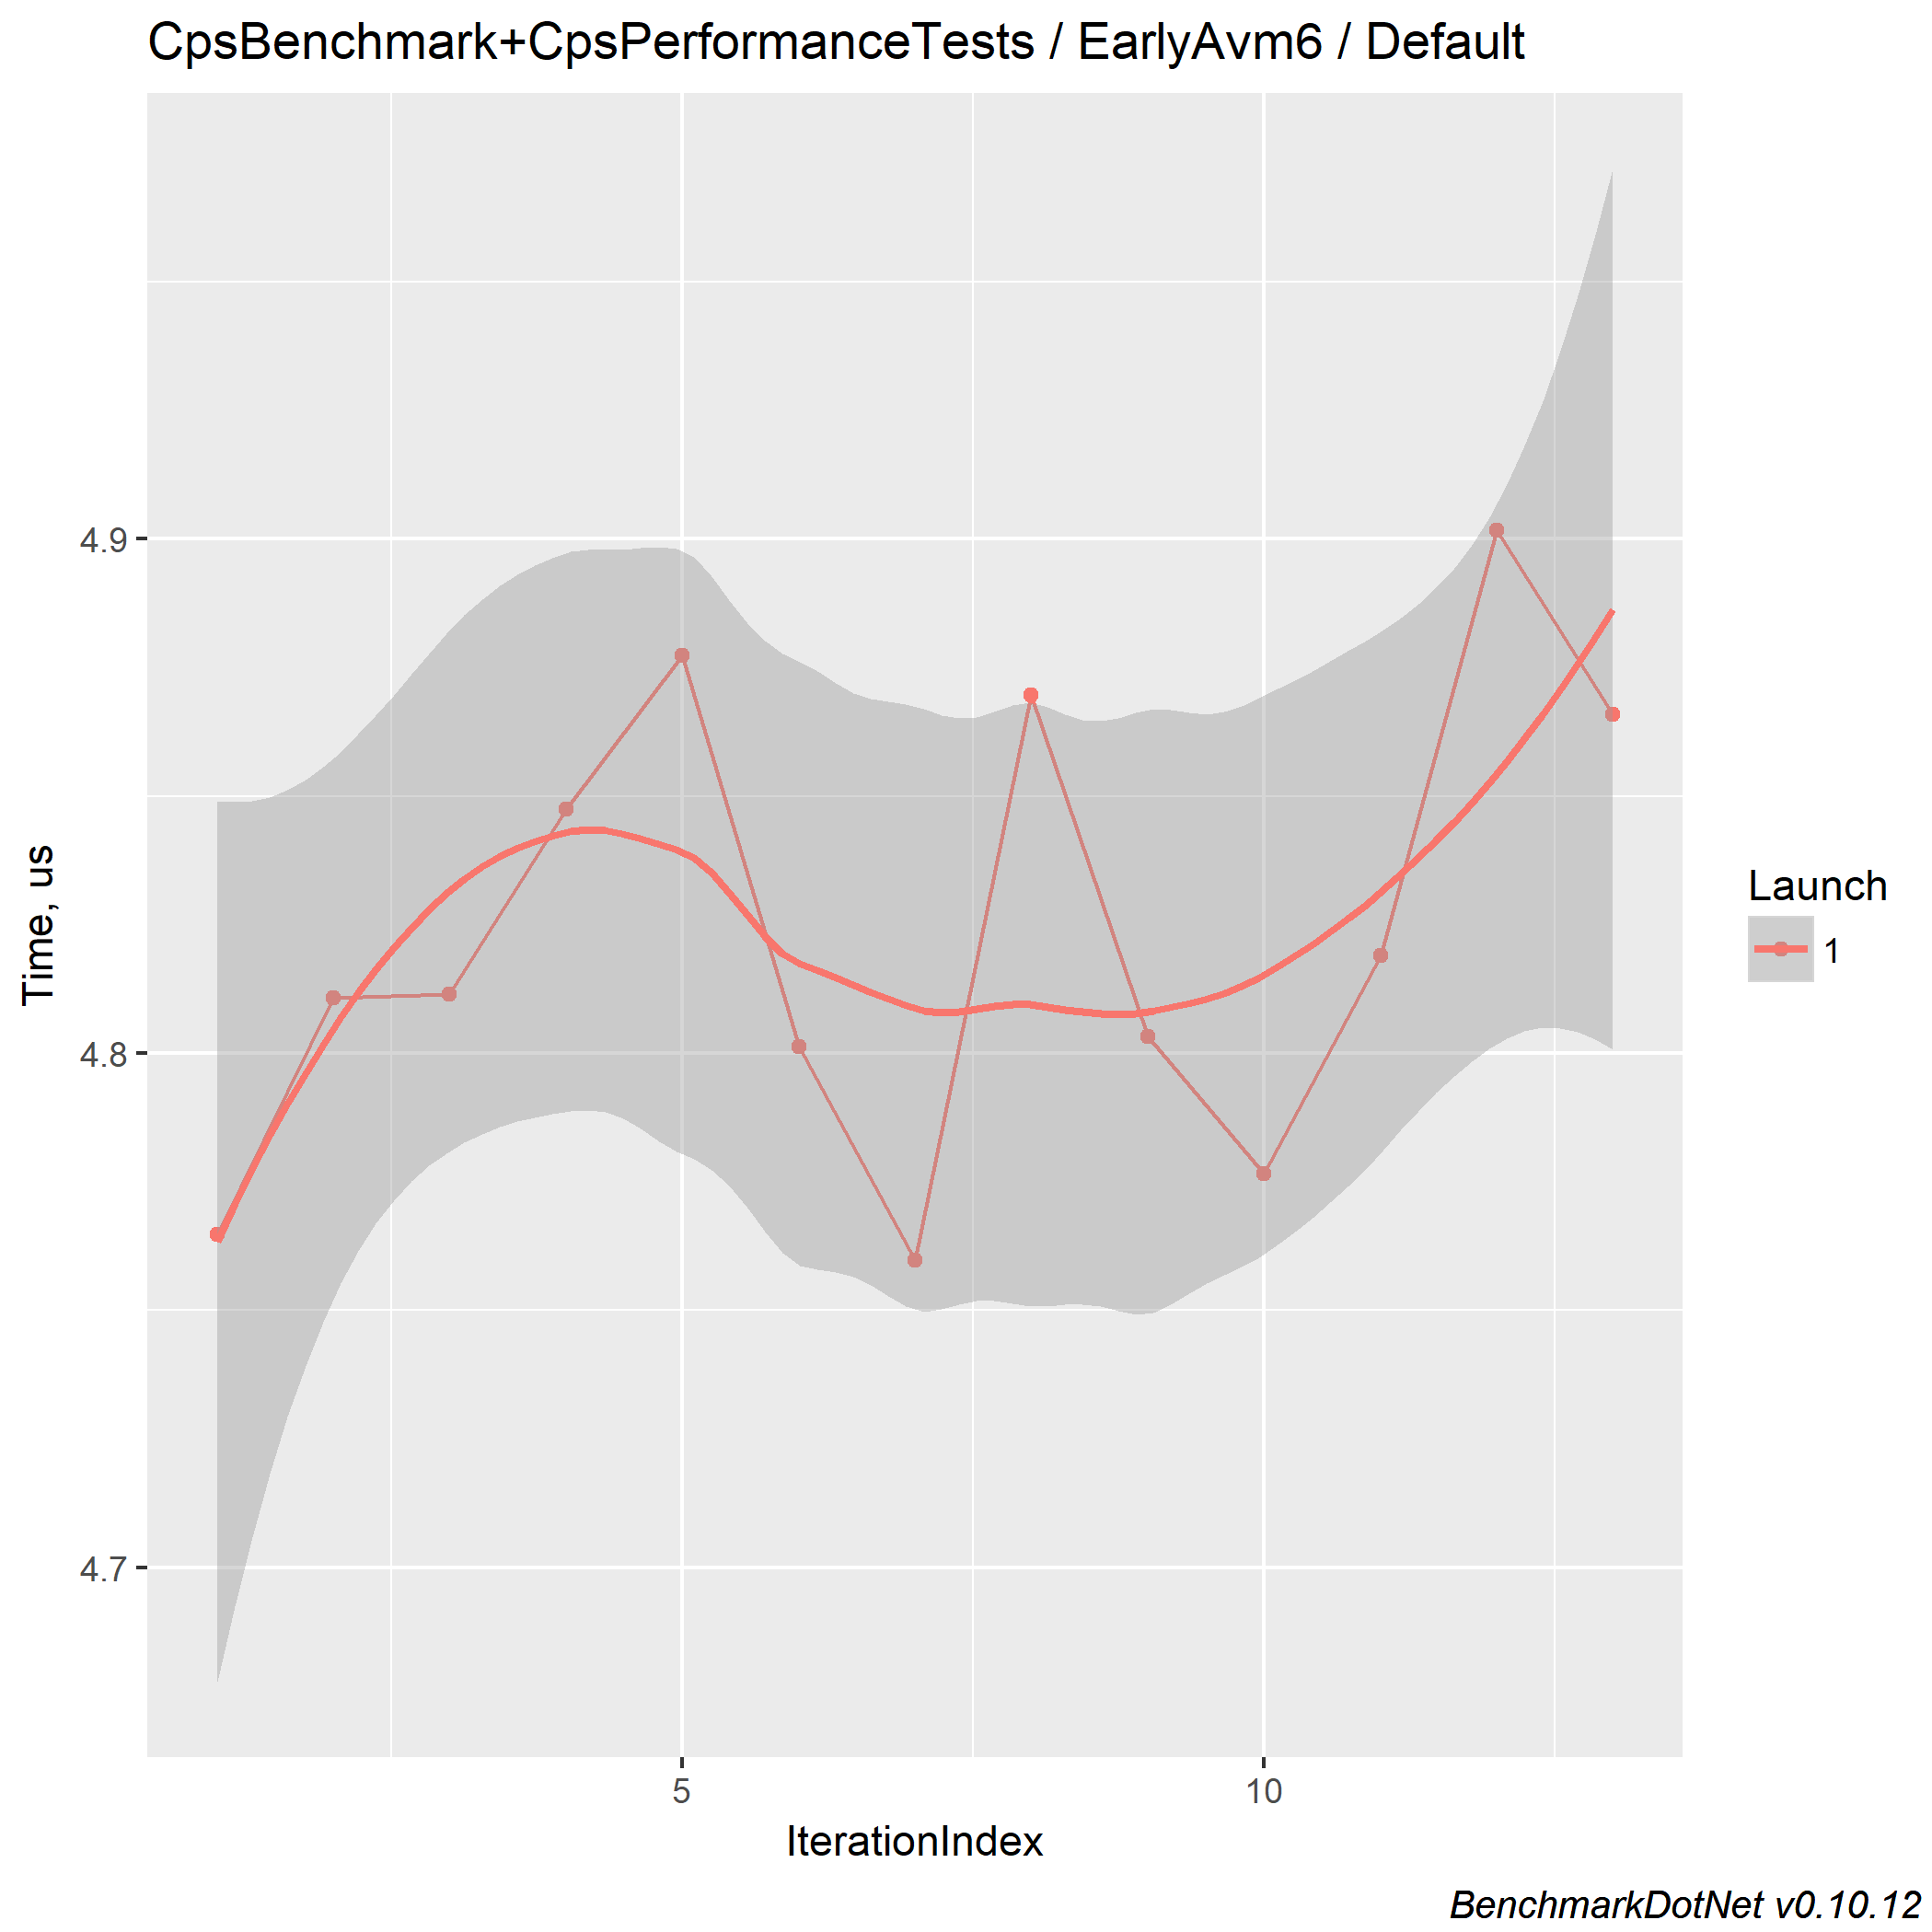 CpsBenchmark+CpsPerformanceTests / EarlyAvm6 / Default
4.9
4.8
4.7
Time, us
5
10
IterationIndex
Launch
1
BenchmarkDotNet v0.10.12